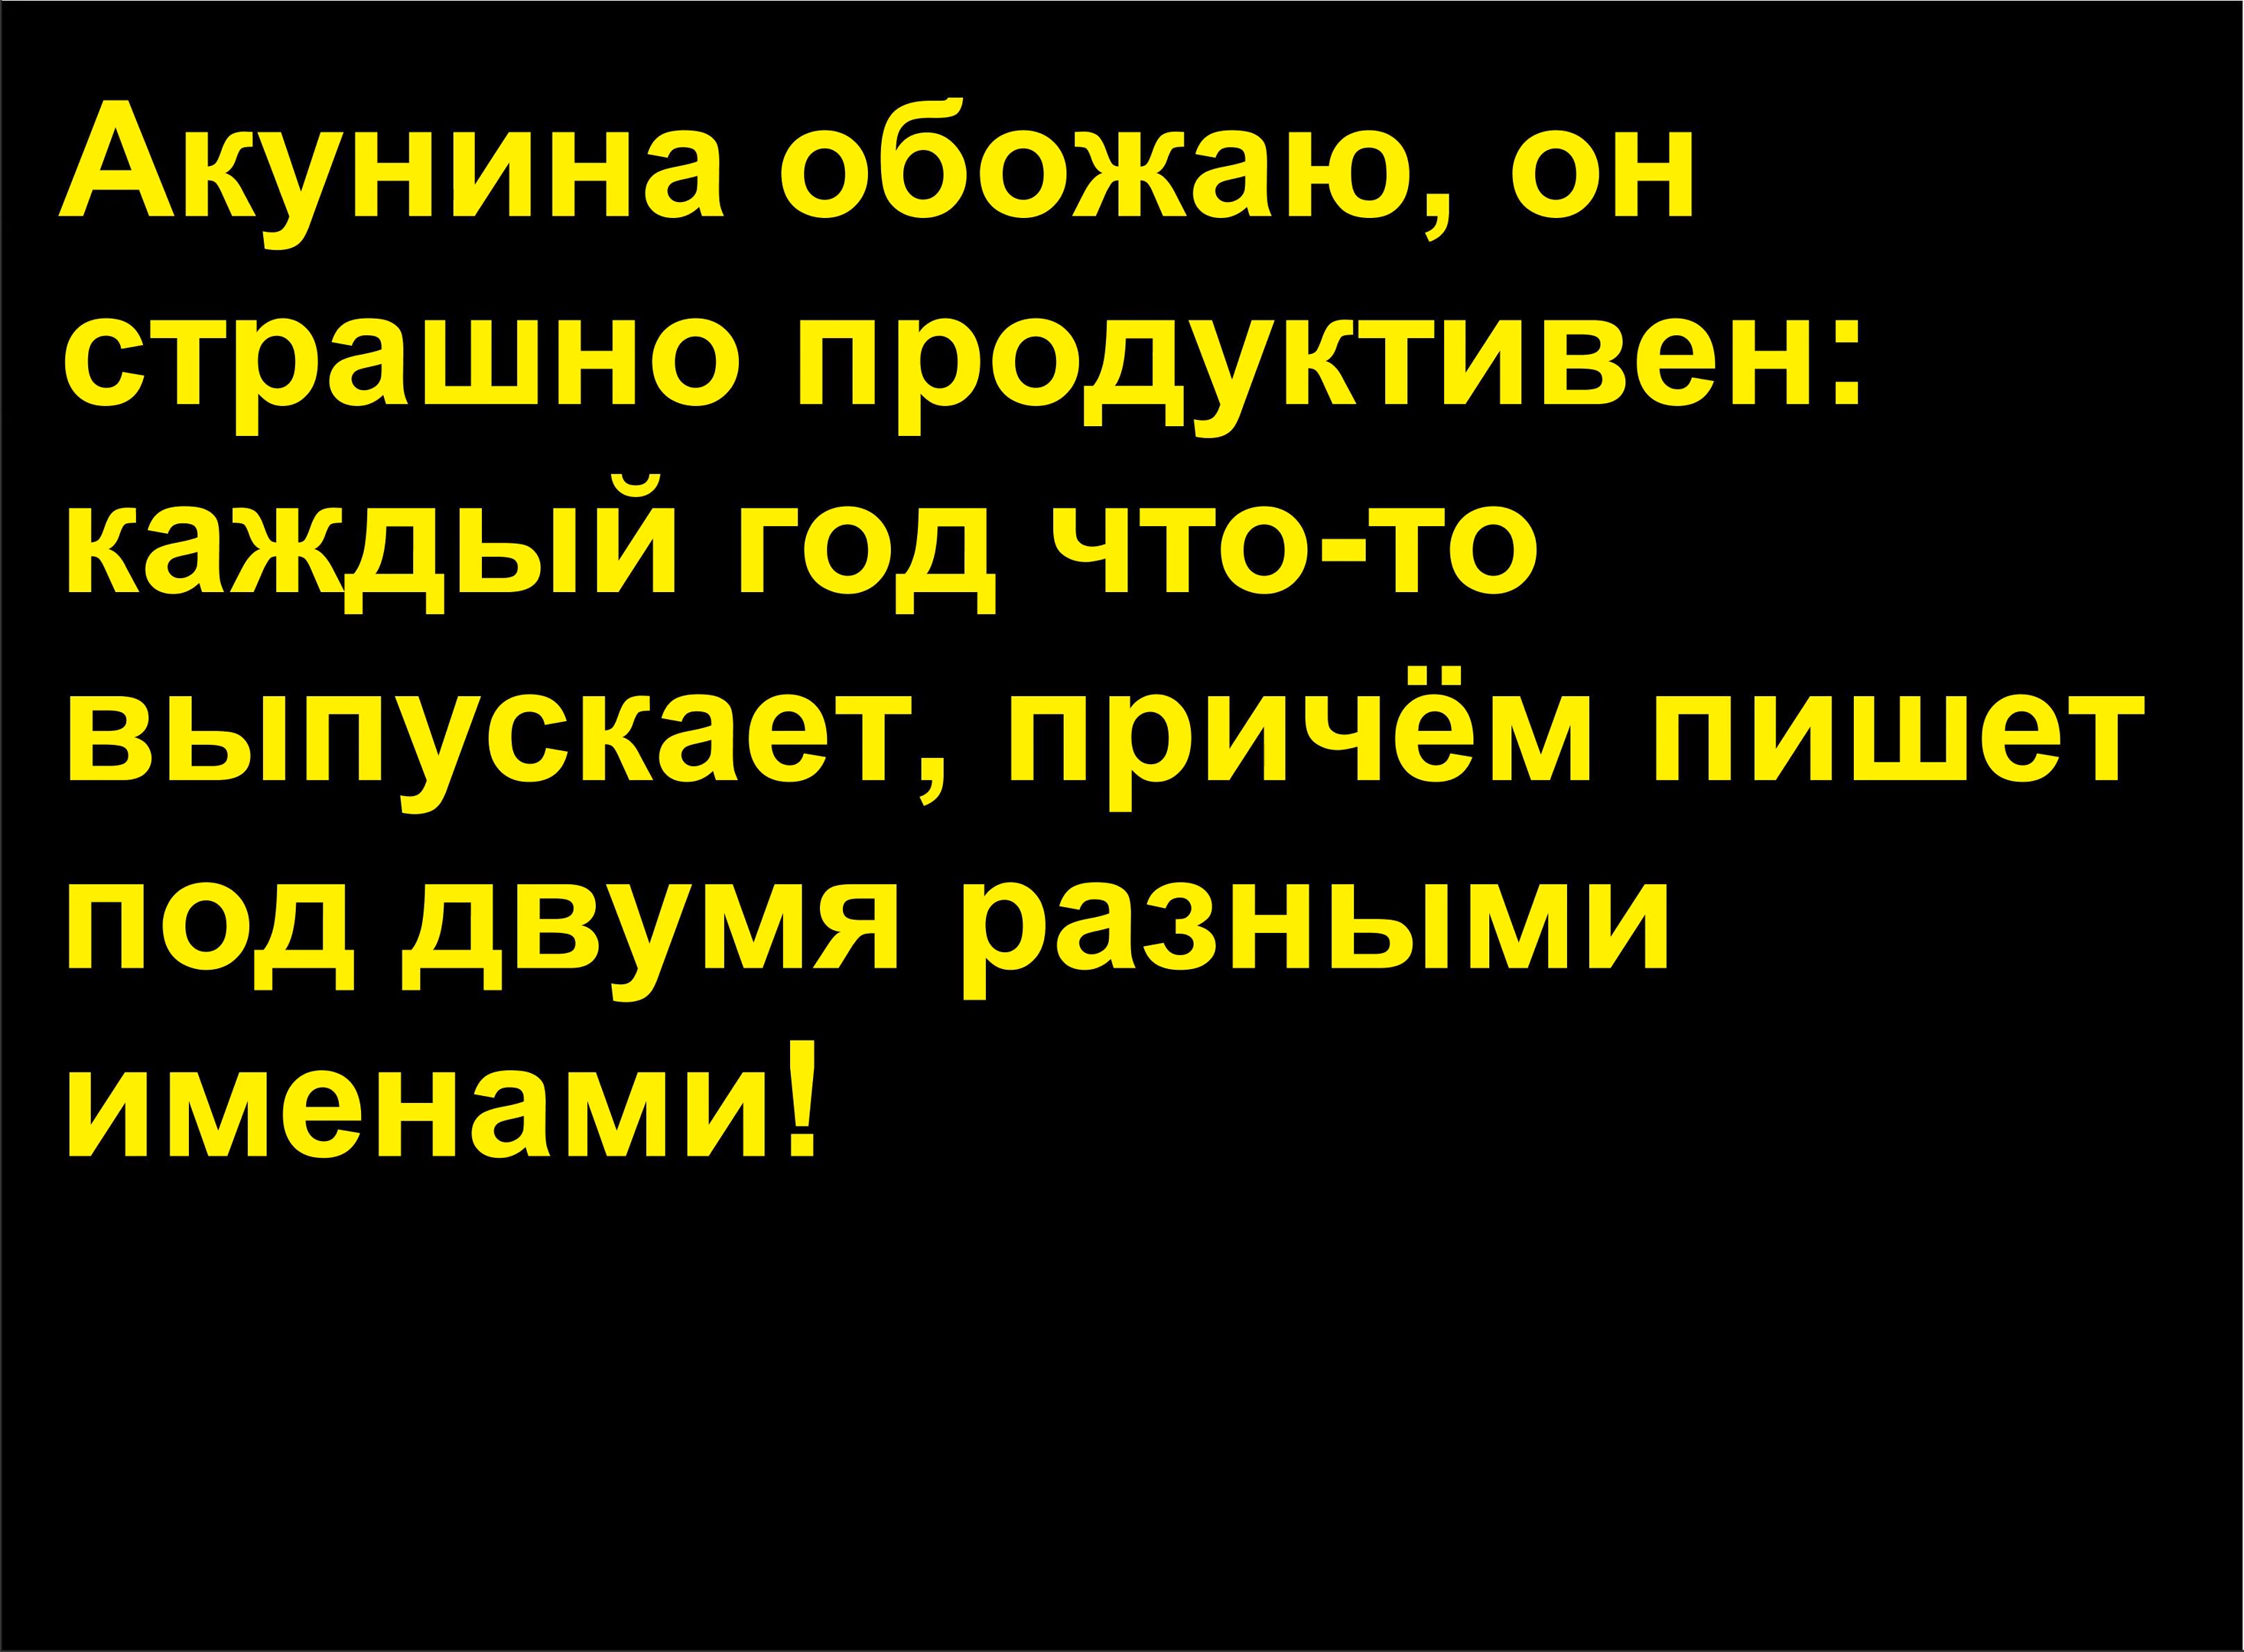 Акунина обожаю, он
страшно продуктивен:
каждый год что-то
выпускает, причём пишет
под двумя разными
именами!